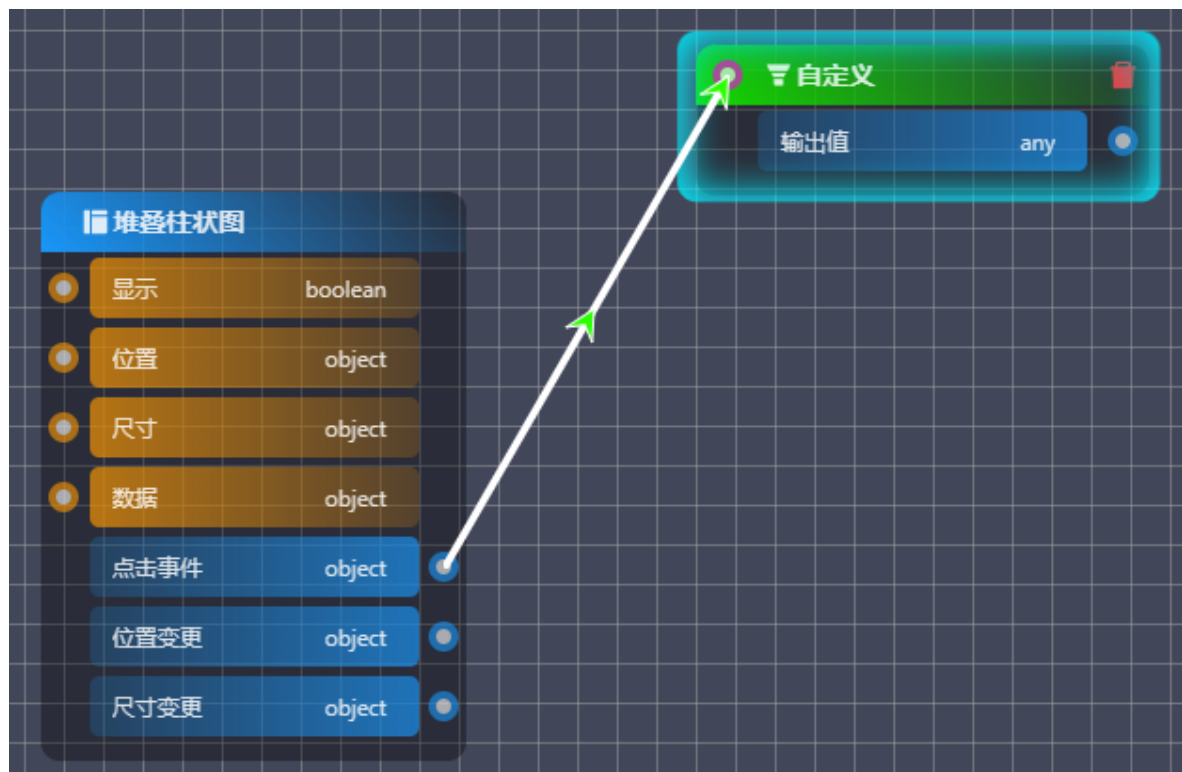 自定义
输出值 any
堆叠柱状图
显示 boolean
位置 object
尺寸 object
数据 object
点击事件 object
位置变更 object
尺寸变更 object